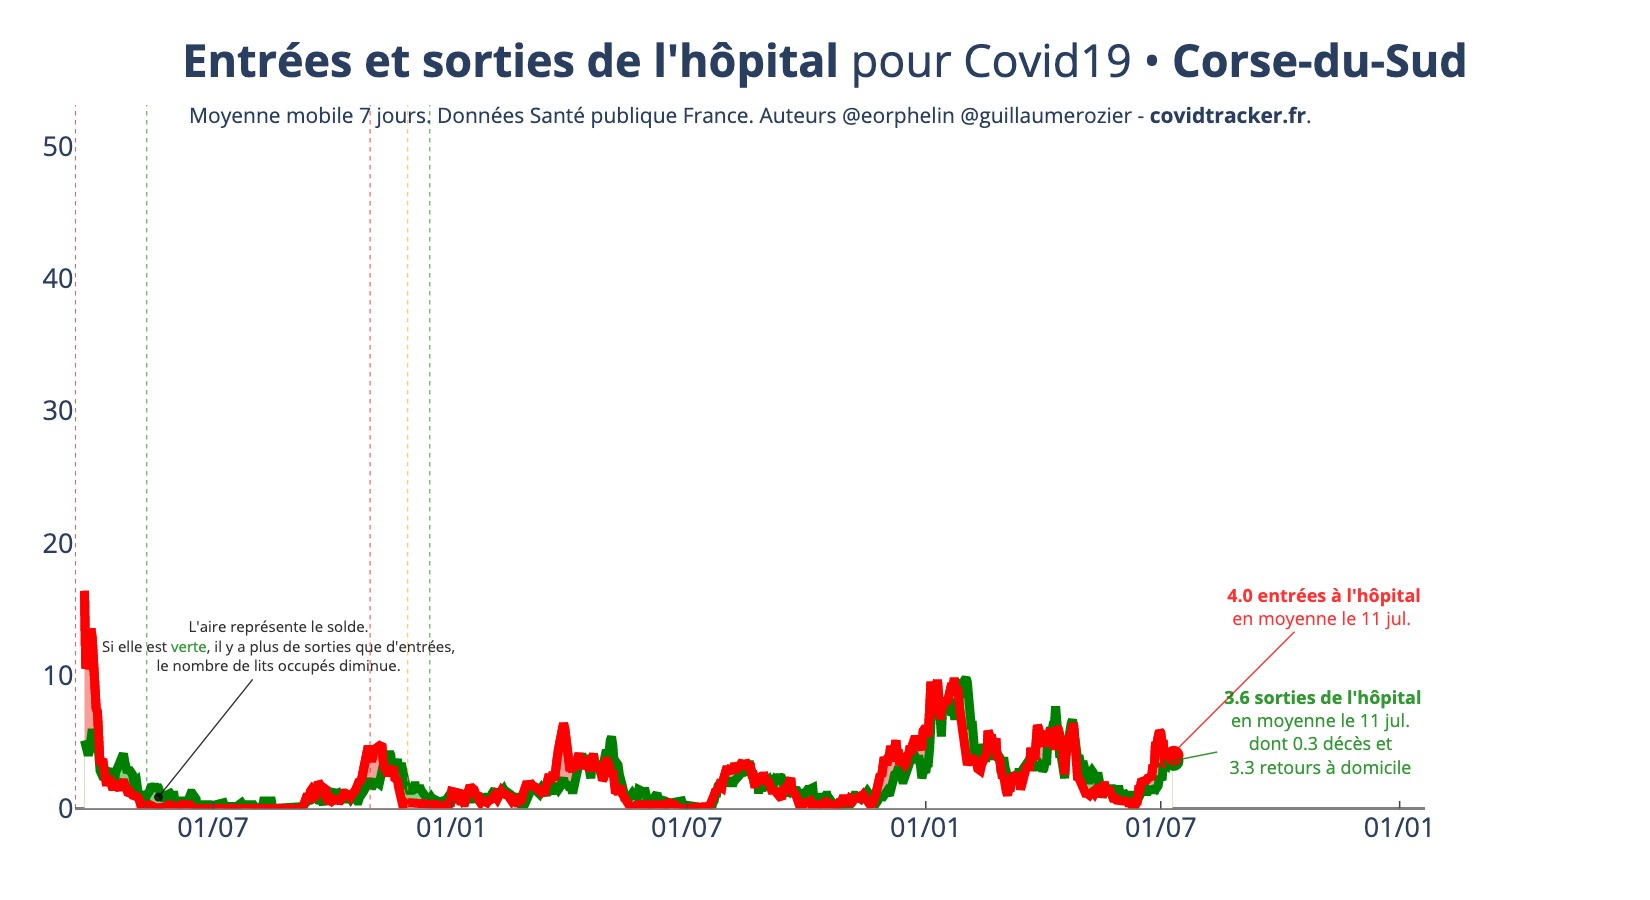 Entrées et sorties de l'hôpital pour Covid19 • Corse-du-Sud
Moyenne mobile 7 jours. Données Santé publique France. Auteurs @eorphelin @guillaumerozier - covidtracker.fr.
50
40
30
20
10
0
L'aire représente le solde.
Si elle est verte, il y a plus de sorties que d'entrées,
le nombre de lits occupés diminue.
4.0 entrées à l'hôpital
en moyenne le 11 jul.
3.6 sorties de l'hôpital
en moyenne le 11 jul.
dont 0.3 décès et
3.3 retours à domicile
01/07 01/01 01/07 01/01 01/07 01/01